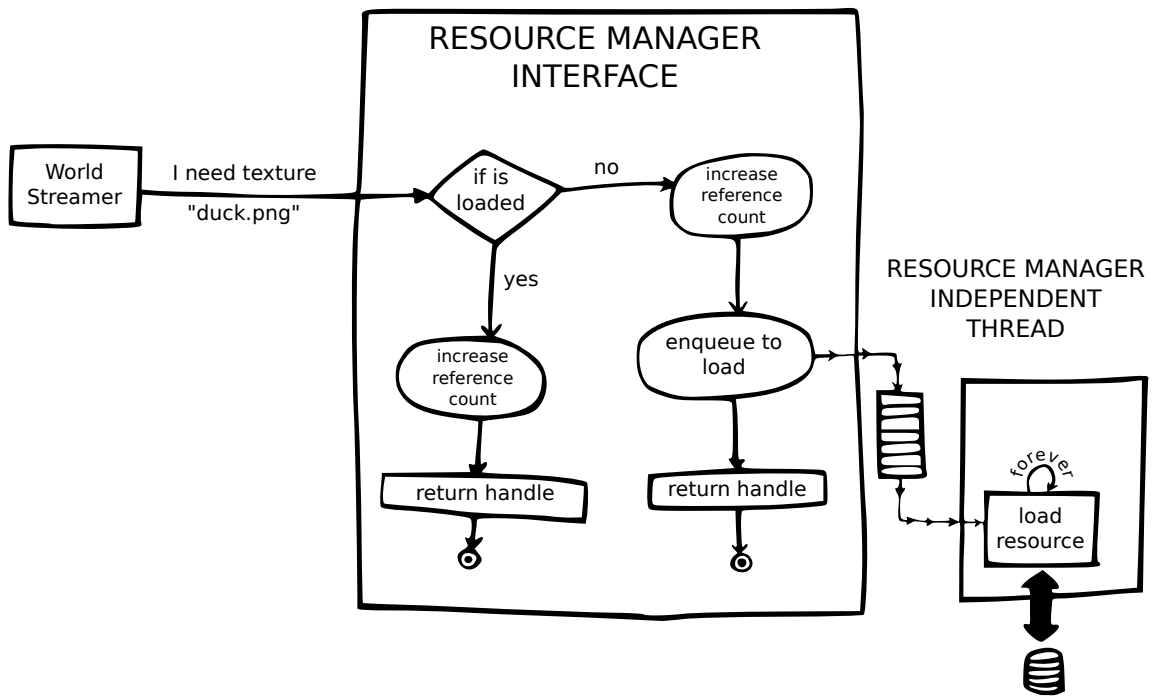 RESOURCE MANAGER
INTERFACE
World
Streamer
I need texture
"duck.png"
if is
loaded
no
increase
reference
count
yes
increase
reference
count
enqueue to
load
return handle
return handle
RESOURCE MANAGER
INDEPENDENT
THREAD
forever
load
resource